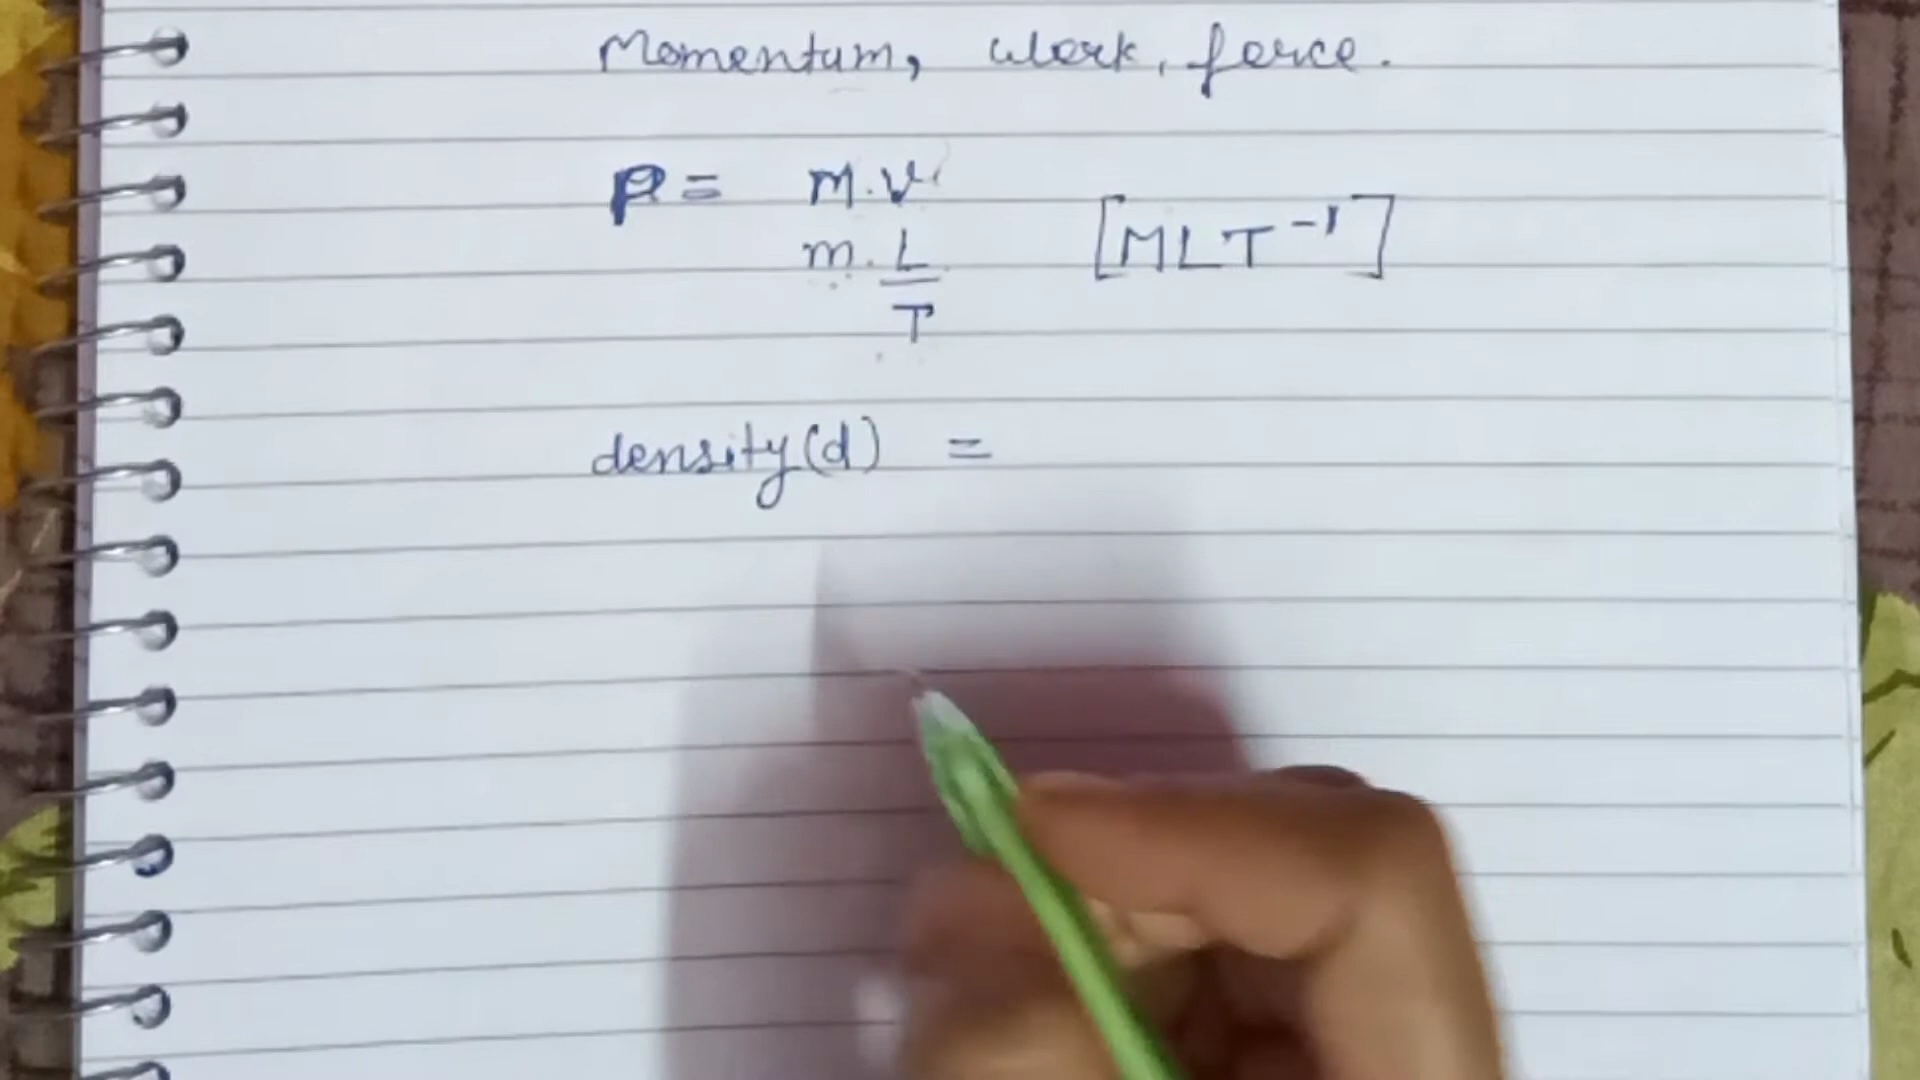 Momentum, Work, force.
P = m.v
m. L/T [MLT⁻¹]
density(d) =